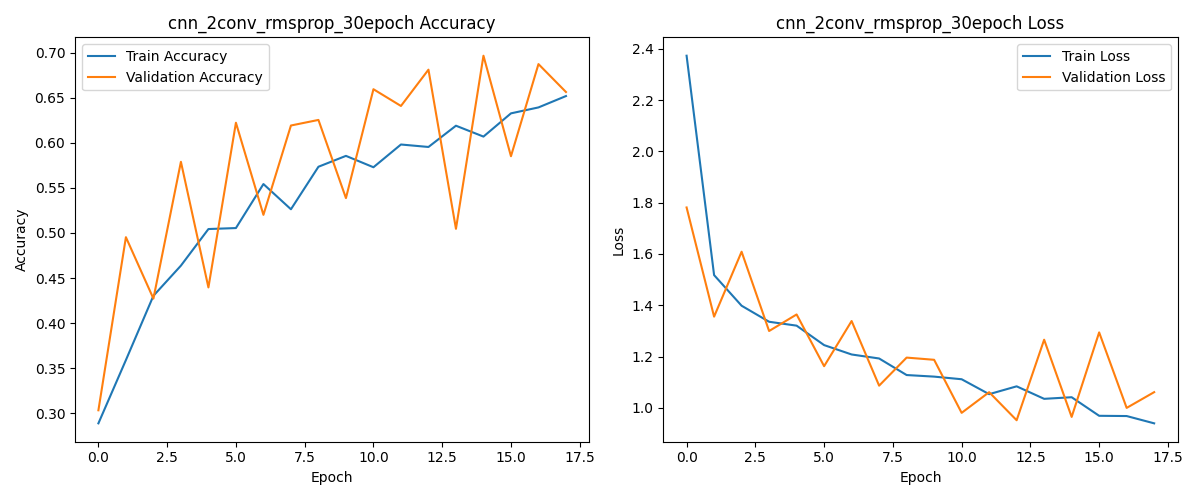 cnn_2conv_rmsprop_30epoch Accuracy
Train Accuracy
Validation Accuracy
0.70
0.65
0.60
0.55
0.50
0.45
0.40
0.35
0.30
Accuracy
0.0 2.5 5.0 7.5 10.0 12.5 15.0 17.5
Epoch
cnn_2conv_rmsprop_30epoch Loss
Train Loss
Validation Loss
2.4
2.2
2.0
1.8
1.6
1.4
1.2
1.0
Loss
0.0 2.5 5.0 7.5 10.0 12.5 15.0 17.5
Epoch